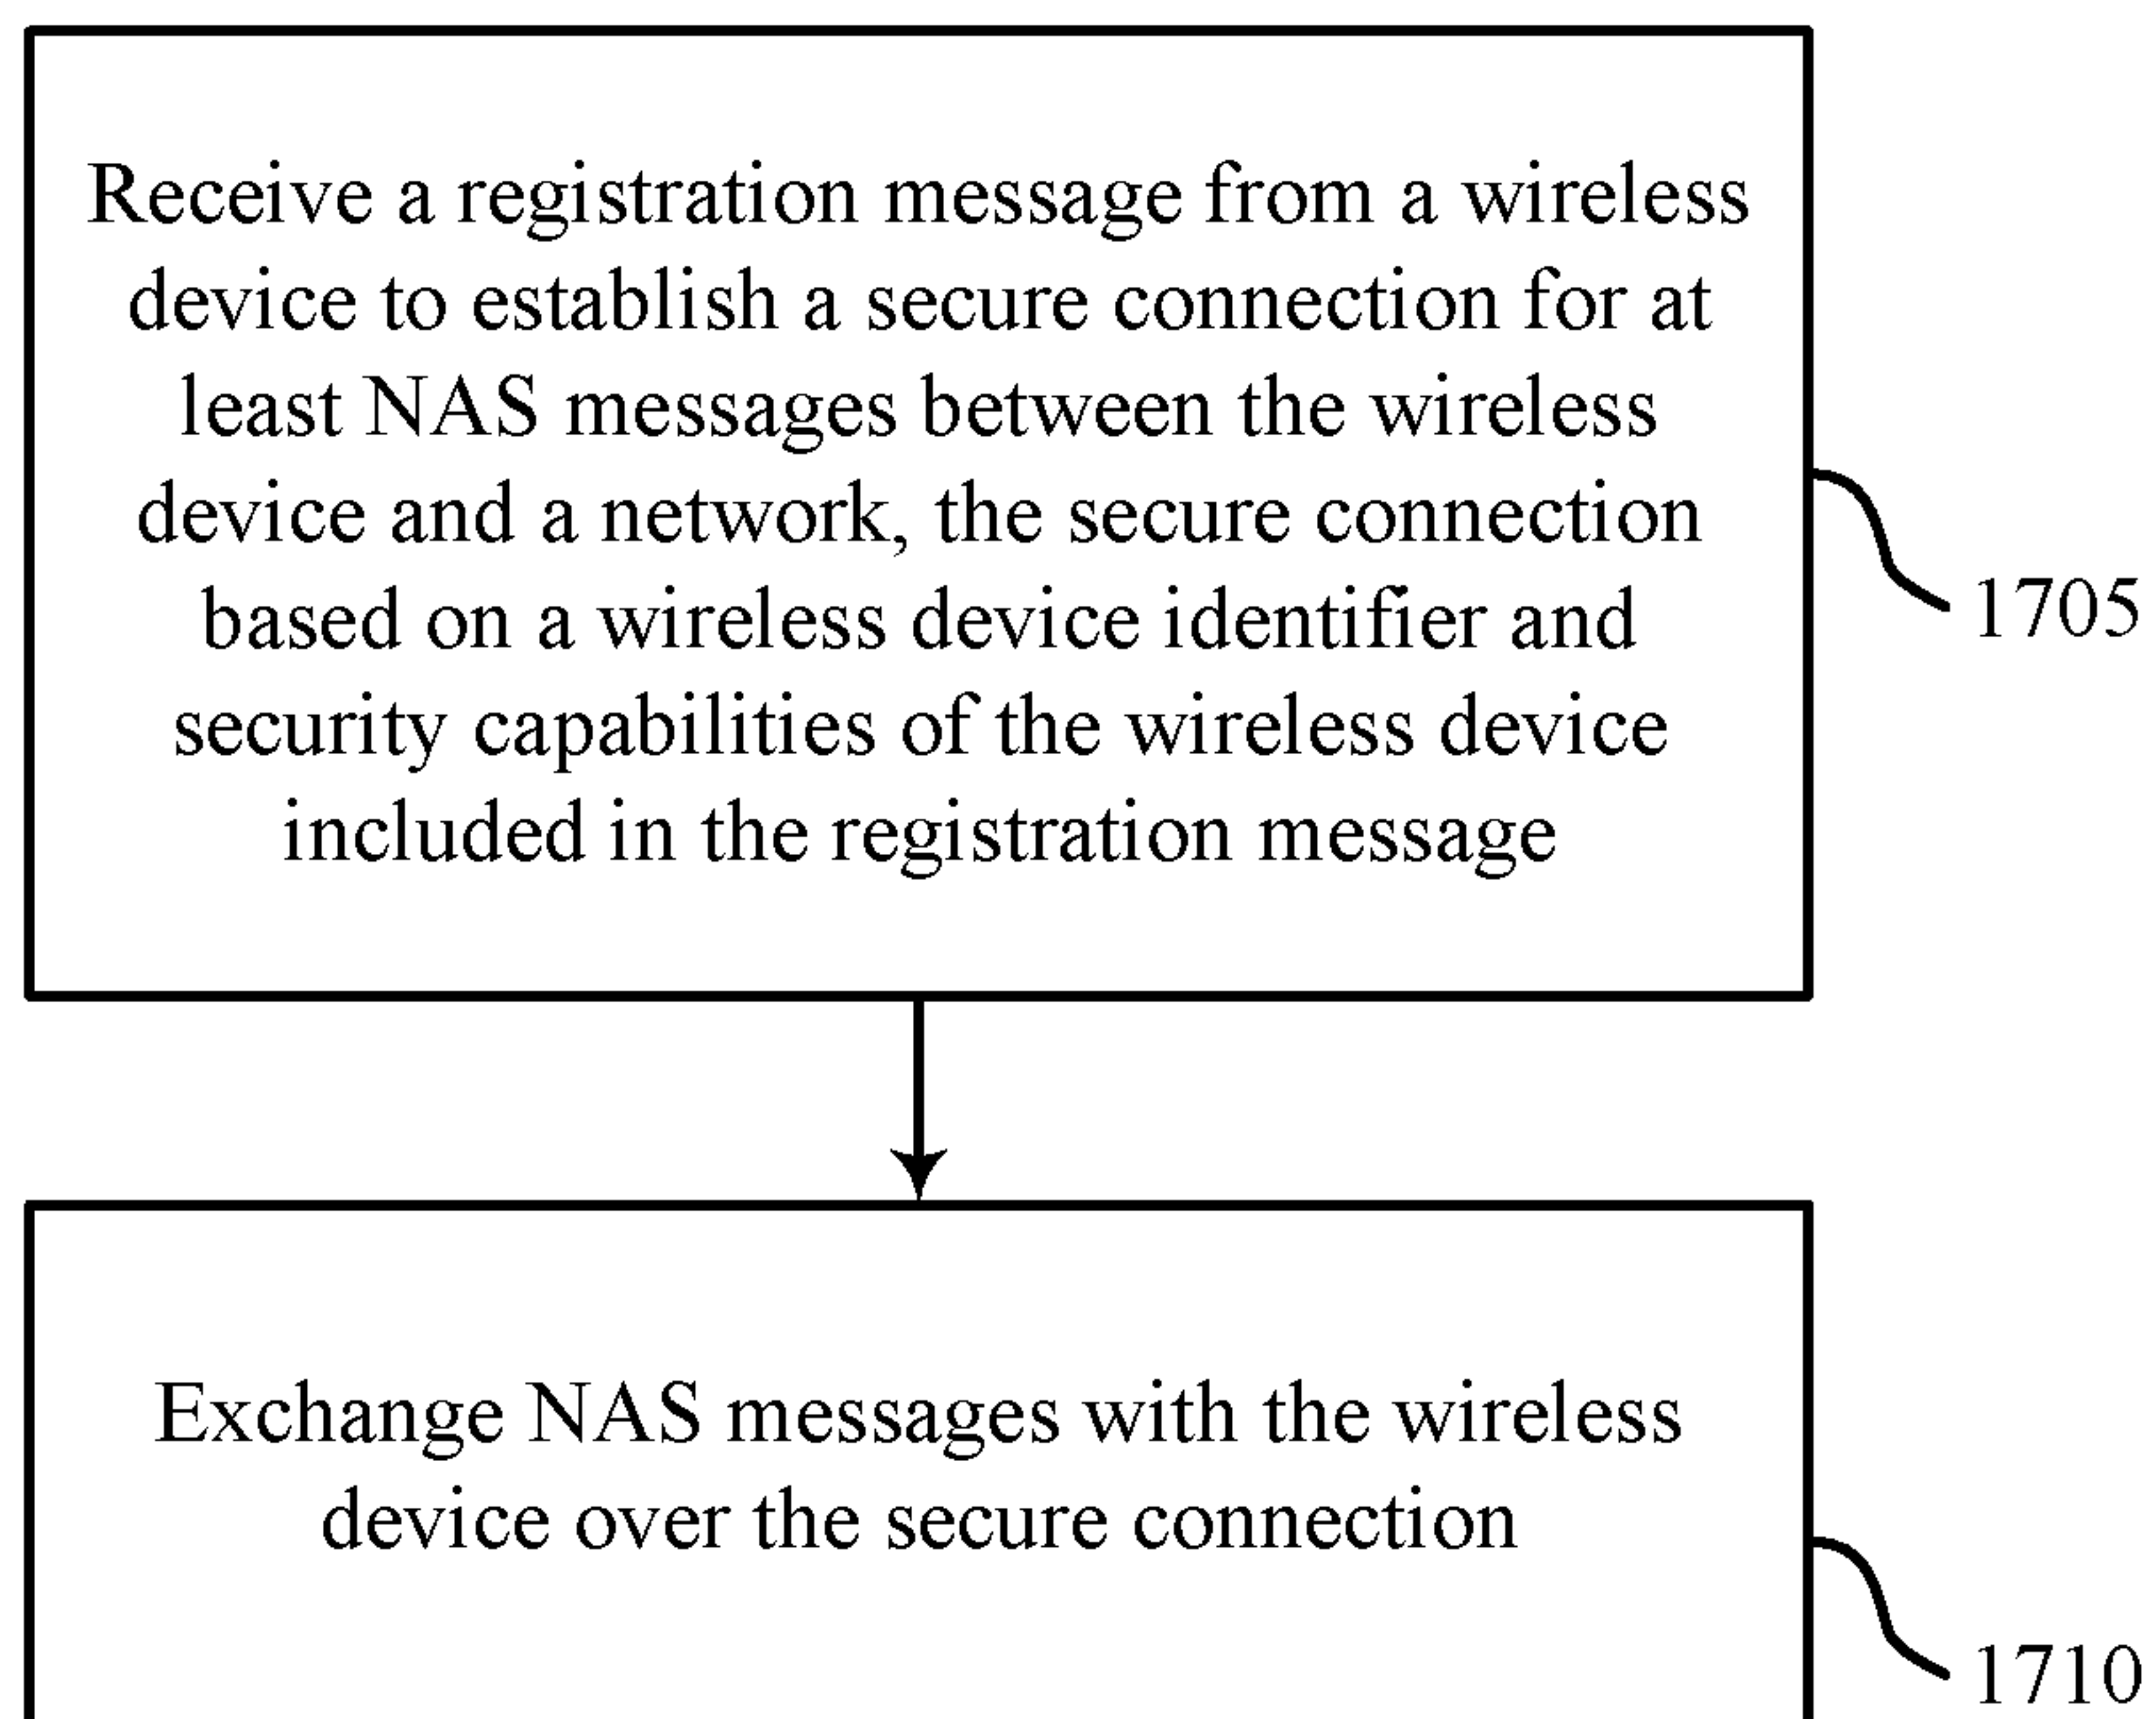 Receive a registration message from a wireless
device to establish a secure connection for at
least NAS messages between the wireless
device and a network, the secure connection
based on a wireless device identifier and
security capabilities of the wireless device
included in the registration message
1705
Exchange NAS messages with the wireless
device over the secure connection
1710